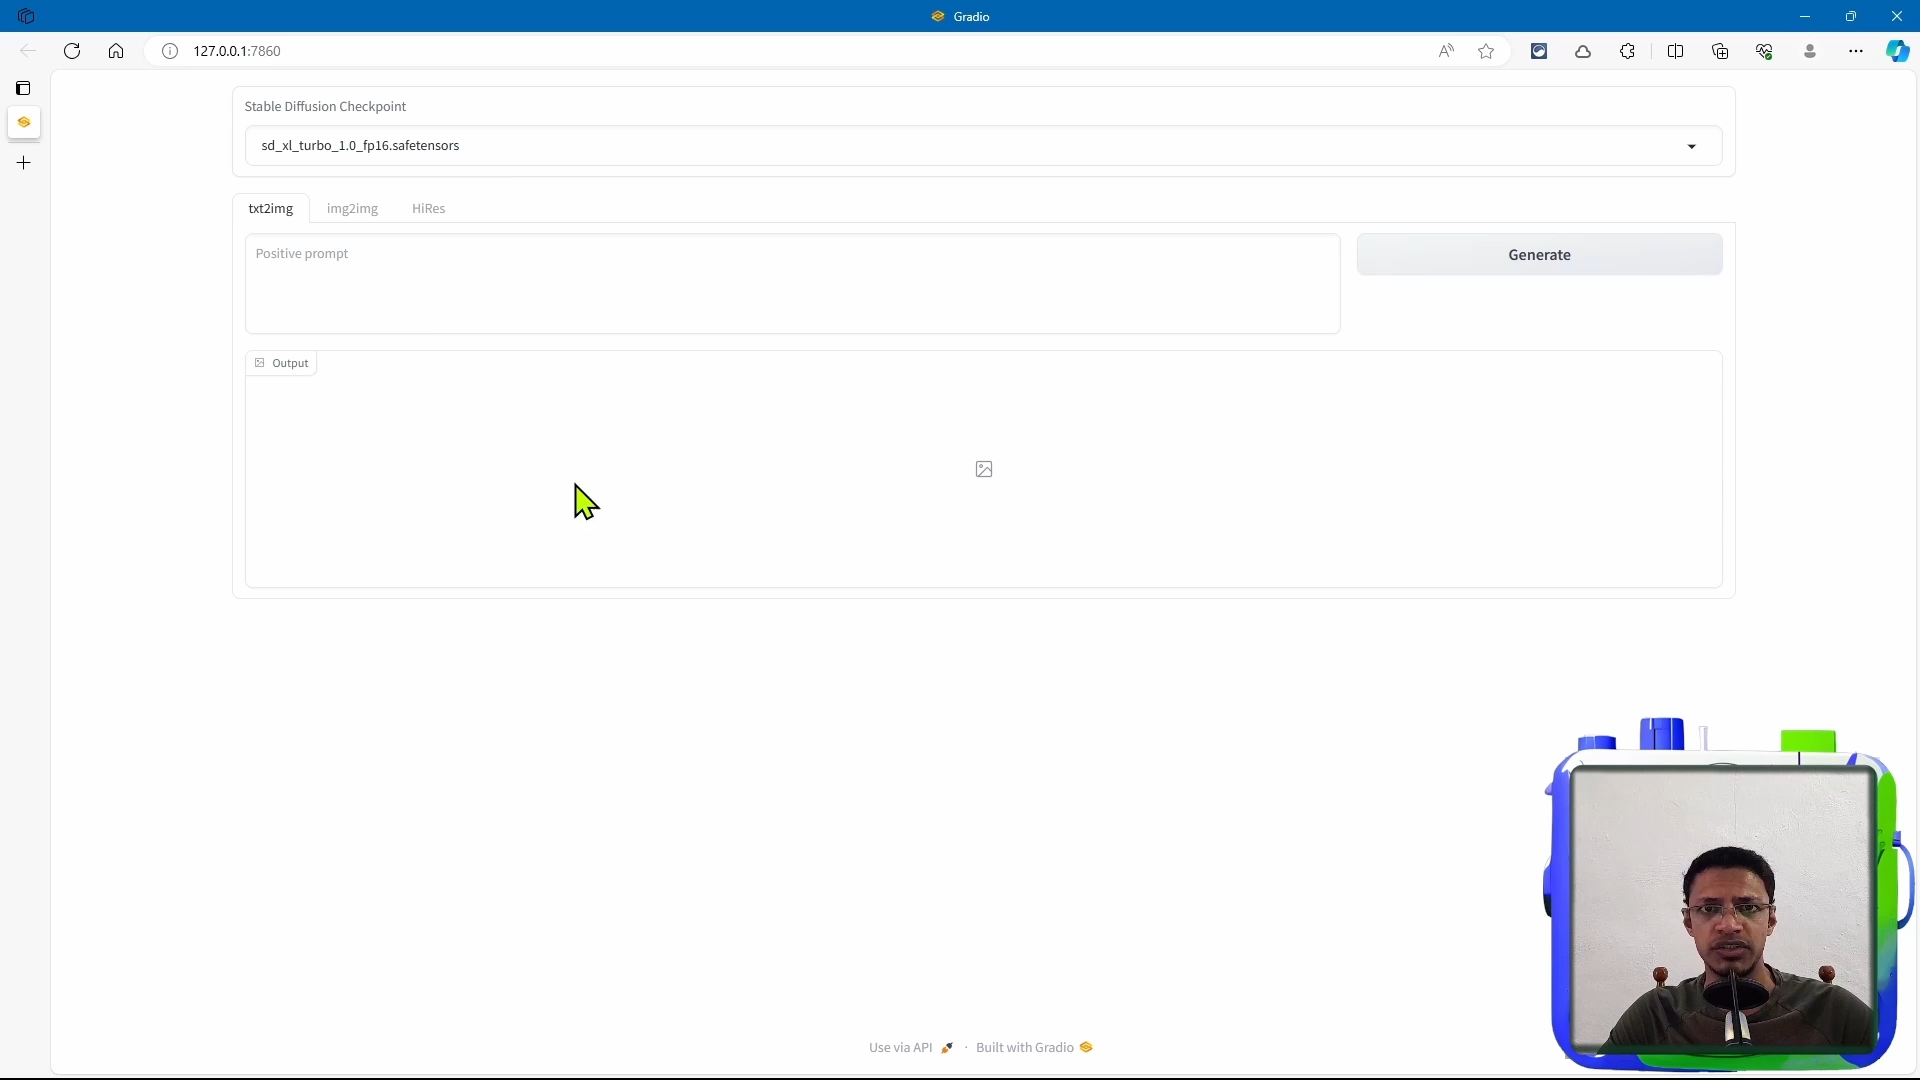 Gradio
127.0.0.1:7860
Stable Diffusion Checkpoint
sd_xl_turbo_1.0_fp16.safetensors
txt2img img2img HiRes
Positive prompt
Generate
Output
Use via API · Built with Gradio